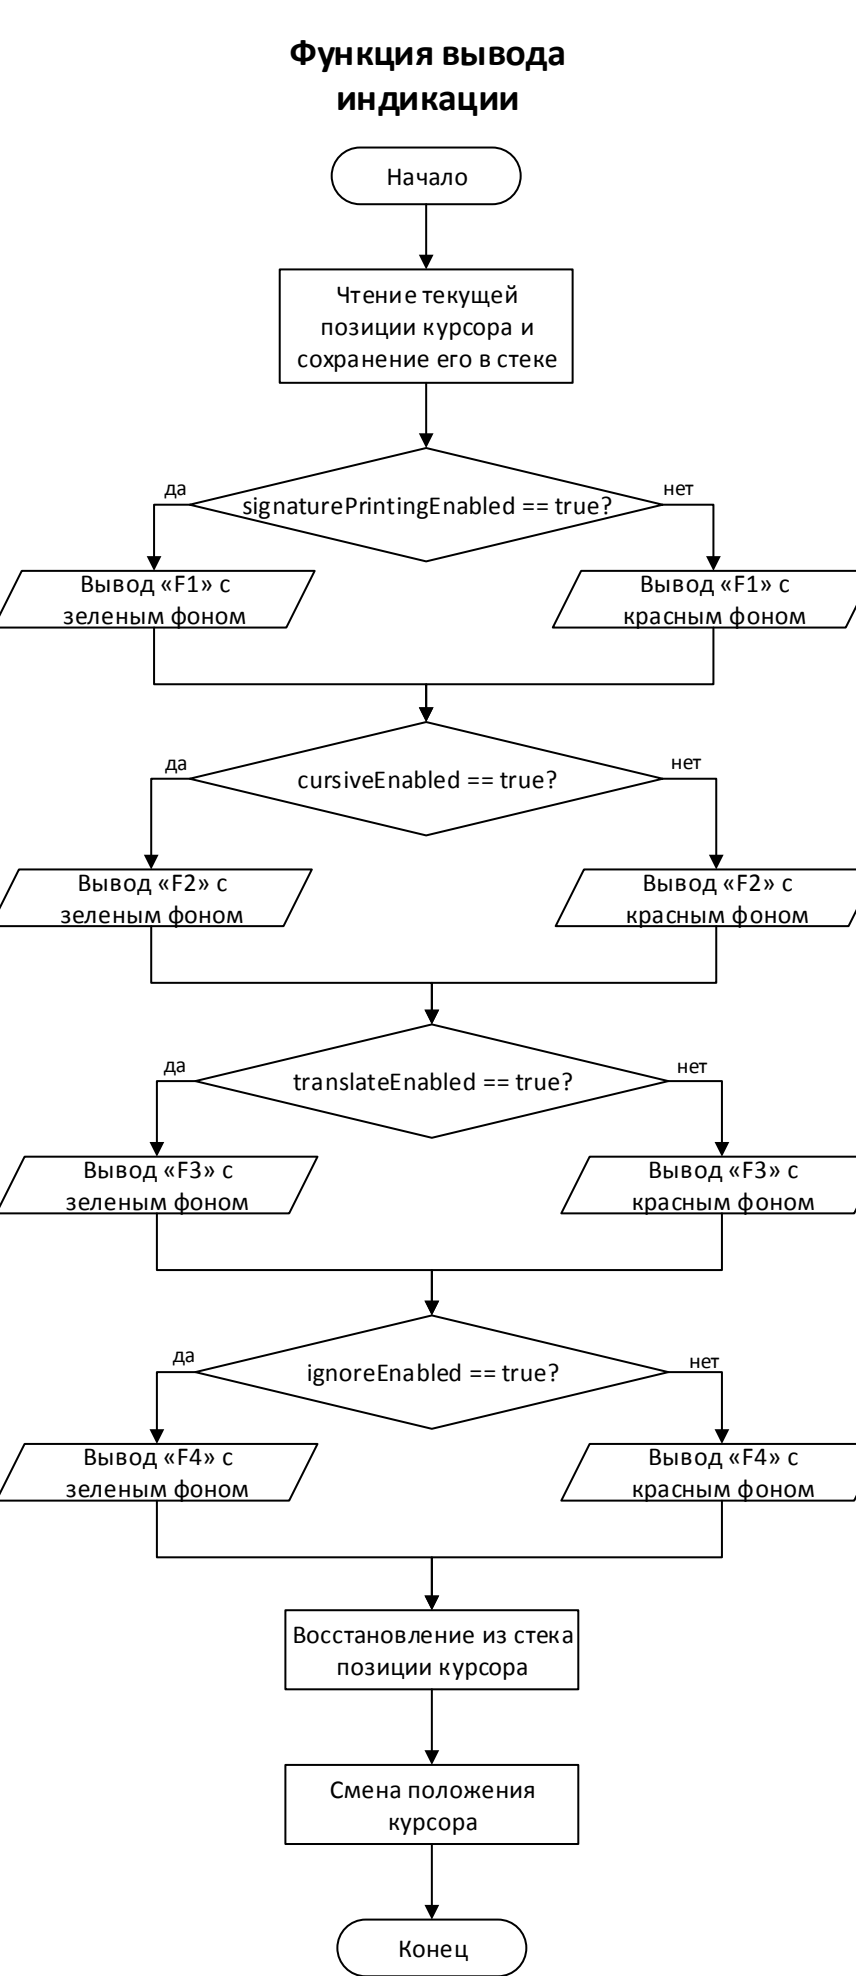 Функция вывода
индикации
Начало
Чтение текущей
позиции курсора и
сохранение его в стеке
да
signaturePrintingEnabled == true?
нет
Вывод «F1» с
зеленым фоном
Вывод «F1» с
красным фоном
да
cursiveEnabled == true?
нет
Вывод «F2» с
зеленым фоном
Вывод «F2» с
красным фоном
да
translateEnabled == true?
нет
Вывод «F3» с
зеленым фоном
Вывод «F3» с
красным фоном
да
ignoreEnabled == true?
нет
Вывод «F4» с
зеленым фоном
Вывод «F4» с
красным фоном
Восстановление из стека
позиции курсора
Смена положения
курсора
Конец